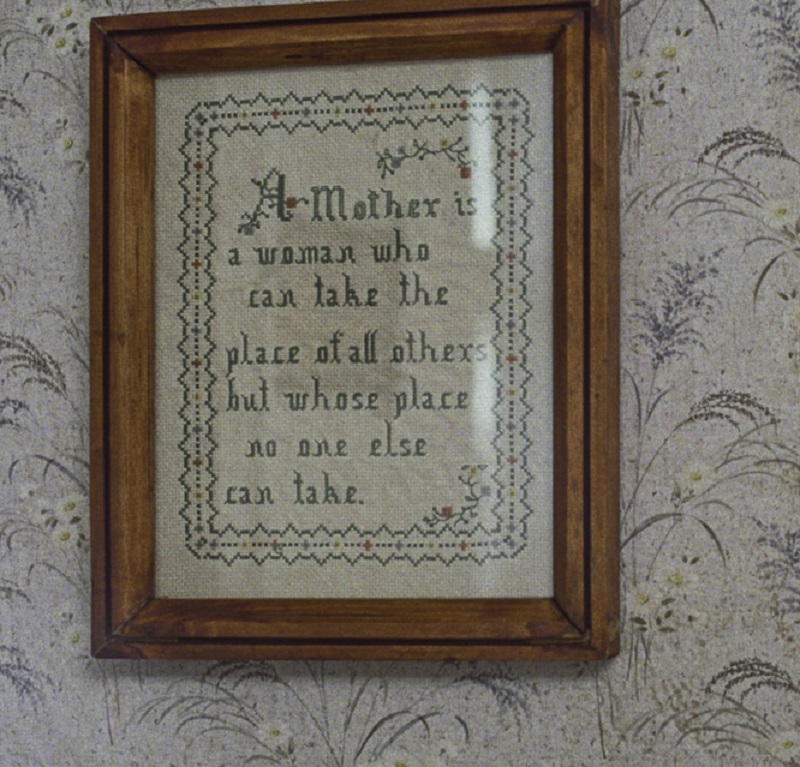 A Mother is
a woman who
can take the
place of all others
but whose place
no one else
can take.